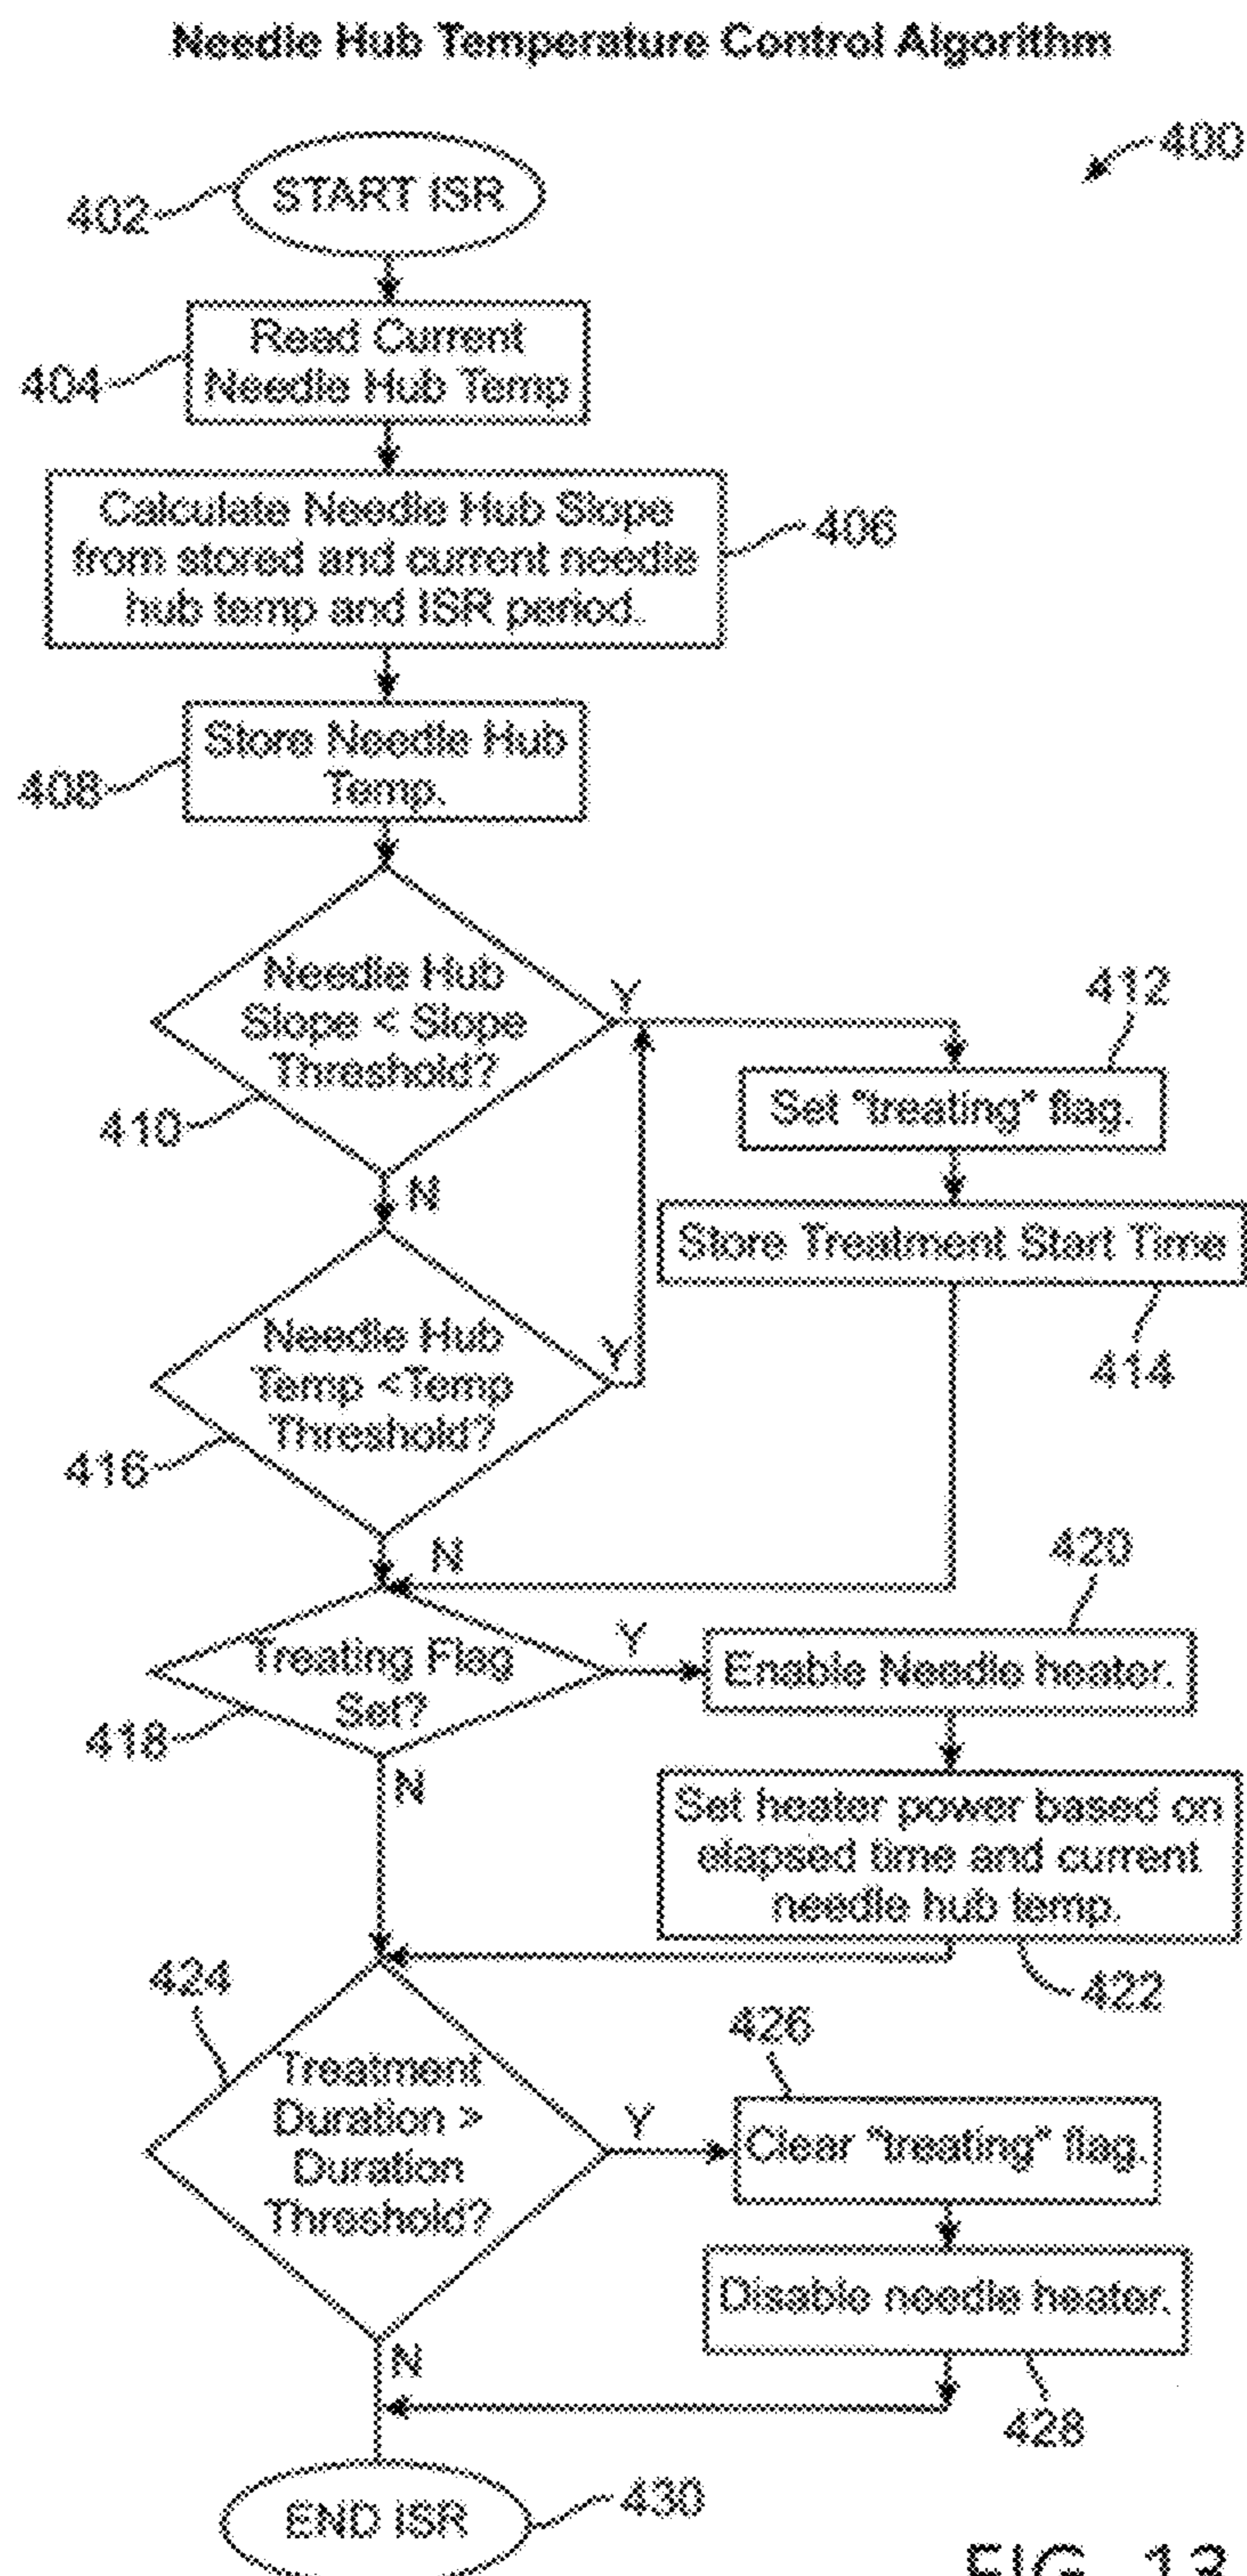 Needle Hub Temperature Control Algorithm
400
402
START ISR
404
Read Current
Needle Hub Temp
Calculate Needle Hub Slope
from stored and current needle
hub temp and ISR period.
406
408
Store Needle Hub
Temp.
Needle Hub
Slope < Slope
Threshold?
410
Y
N
412
Set "treating" flag.
Store Treatment Start Time
414
Needle Hub
Temp <Temp
Threshold?
416
Y
N
Treating Flag
Set?
418
Y
N
420
Enable Needle heater.
Set heater power based on
elapsed time and current
needle hub temp.
422
424
Treatment
Duration >
Duration
Threshold?
Y
N
426
Clear "treating" flag.
Disable needle heater.
428
END ISR
430
FIG. 13